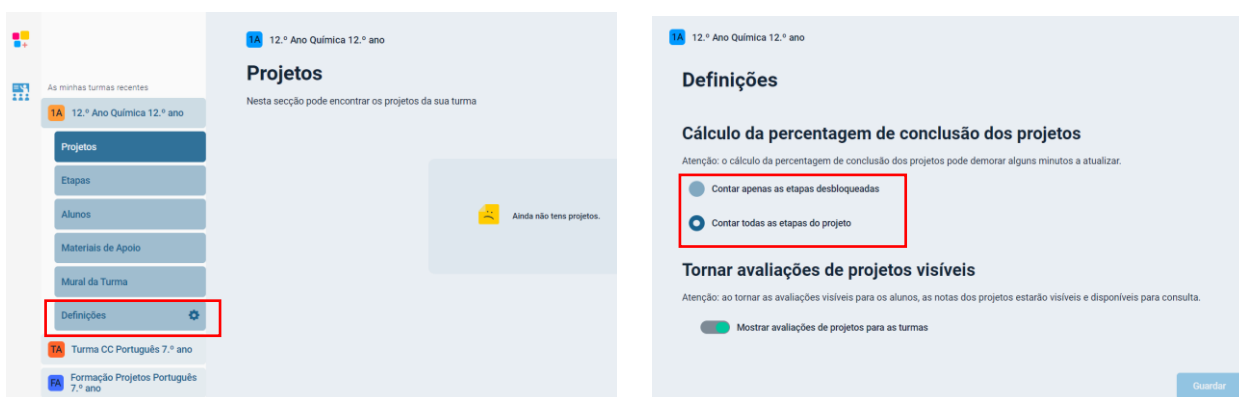 1A 12.º Ano Química 12.º ano
Projetos
Nesta secção pode encontrar os projetos da sua turma
As minhas turmas recentes
1A 12.º Ano Química 12.º ano
Projetos
Etapas
Alunos
Materiais de Apoio
Mural da Turma
Definições
TA Turma CC Português 7.º ano
FA Formação Projetos Português
7.º ano
Ainda não tens projetos.
1A 12.º Ano Química 12.º ano
Definições
Cálculo da percentagem de conclusão dos projetos
Atenção: o cálculo da percentagem de conclusão dos projetos pode demorar alguns minutos a atualizar.
Contar apenas as etapas desbloqueadas
Contar todas as etapas do projeto
Tornar avaliações de projetos visíveis
Atenção: ao tornar as avaliações visíveis para os alunos, as notas dos projetos estarão visíveis e disponíveis para consulta.
Mostrar avaliações de projetos para as turmas
Guardar